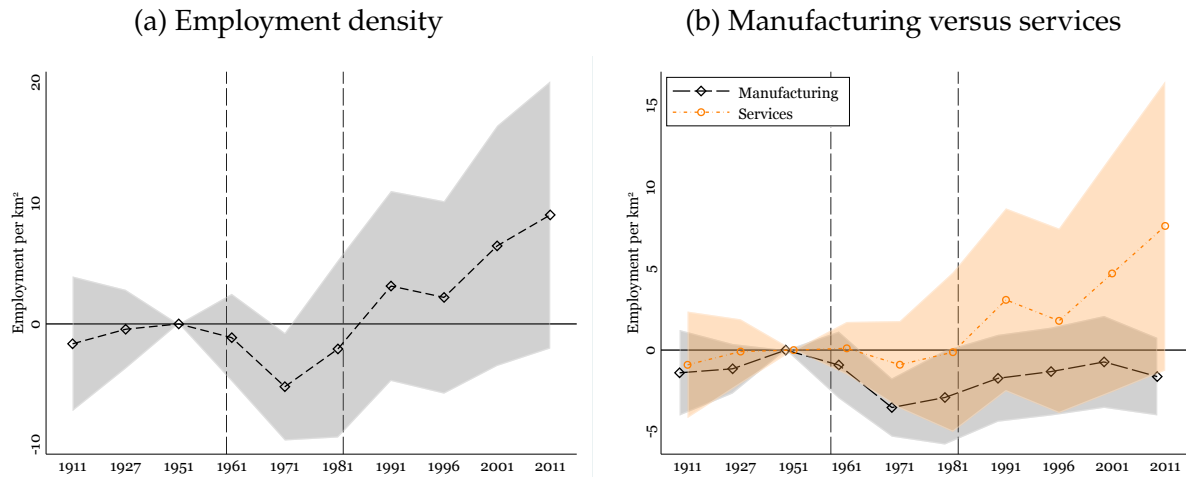 (a) Employment density
Employment per km²
20
10
0
-10
1911 1927 1951 1961 1971 1981 1991 1996 2001 2011
(b) Manufacturing versus services
Manufacturing
Services
Employment per km²
15
10
5
0
-5
1911 1927 1951 1961 1971 1981 1991 1996 2001 2011